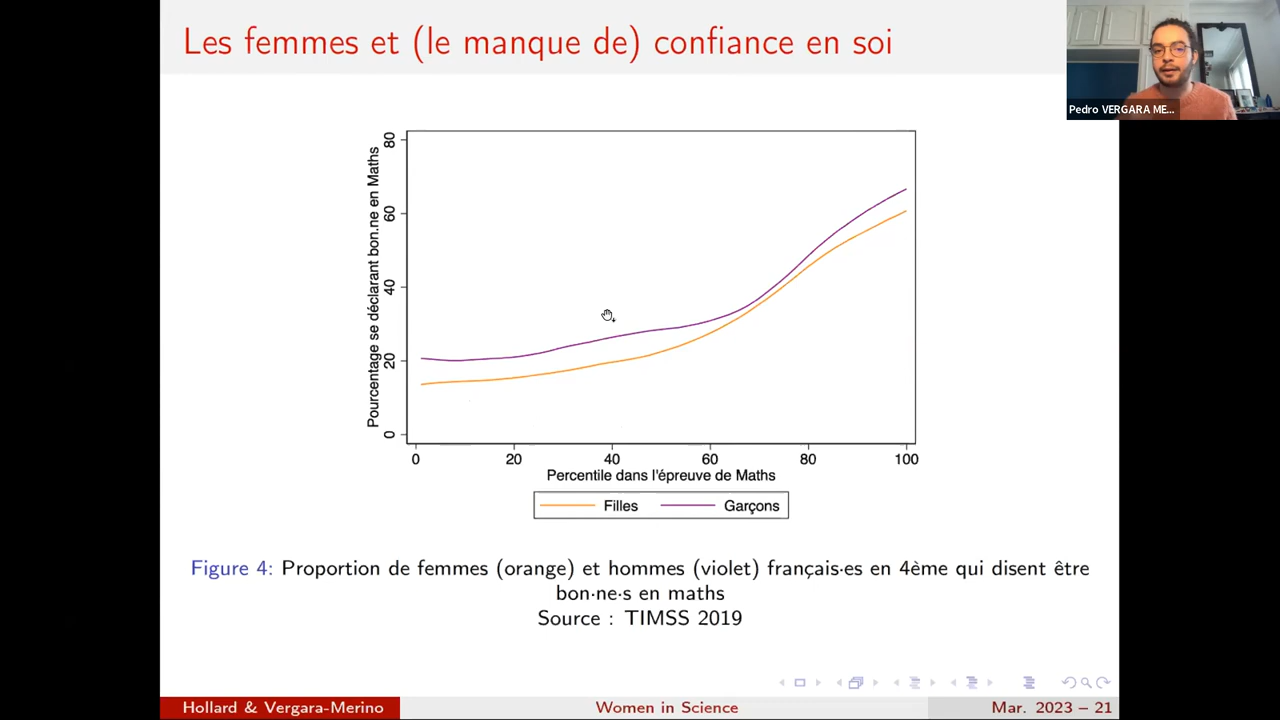 Les femmes et (le manque de) confiance en soi
Pedro VERGARA ME...
Pourcentage se déclarant bon.ne en Maths
80
60
40
20
0
0 20 40 60 80 100
Percentile dans l'épreuve de Maths
Filles Garçons
Figure 4: Proportion de femmes (orange) et hommes (violet) français·es en 4ème qui disent être
bon·ne·s en maths
Source : TIMSS 2019
Hollard & Vergara-Merino Women in Science Mar. 2023 – 21